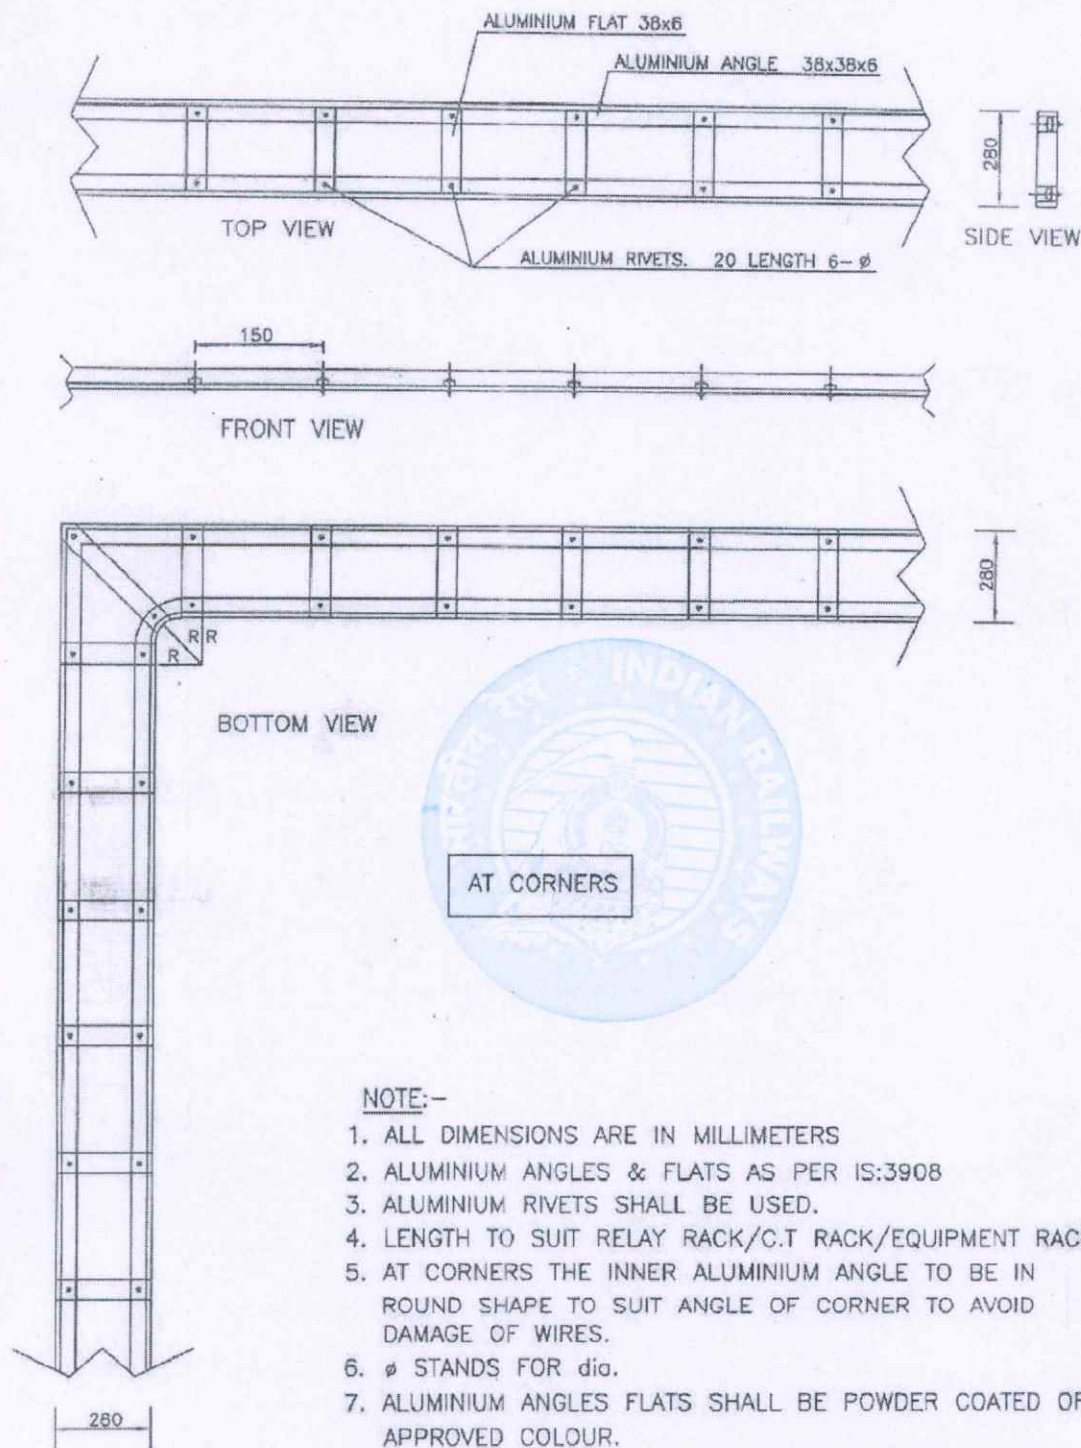 ALUMINIUM FLAT 38x6
ALUMINIUM ANGLE 38x38x6
280
TOP VIEW
SIDE VIEW
ALUMINIUM RIVETS. 20 LENGTH 6-ø
150
FRONT VIEW
280
R R
R
BOTTOM VIEW
INDIAN RAILWAYS
भारतीय रेल
AT CORNERS
NOTE:-
1. ALL DIMENSIONS ARE IN MILLIMETERS
2. ALUMINIUM ANGLES & FLATS AS PER IS:3908
3. ALUMINIUM RIVETS SHALL BE USED.
4. LENGTH TO SUIT RELAY RACK/C.T RACK/EQUIPMENT RAC
5. AT CORNERS THE INNER ALUMINIUM ANGLE TO BE IN
ROUND SHAPE TO SUIT ANGLE OF CORNER TO AVOID
DAMAGE OF WIRES.
6. ø STANDS FOR dia.
7. ALUMINIUM ANGLES FLATS SHALL BE POWDER COATED OF
APPROVED COLOUR.
280